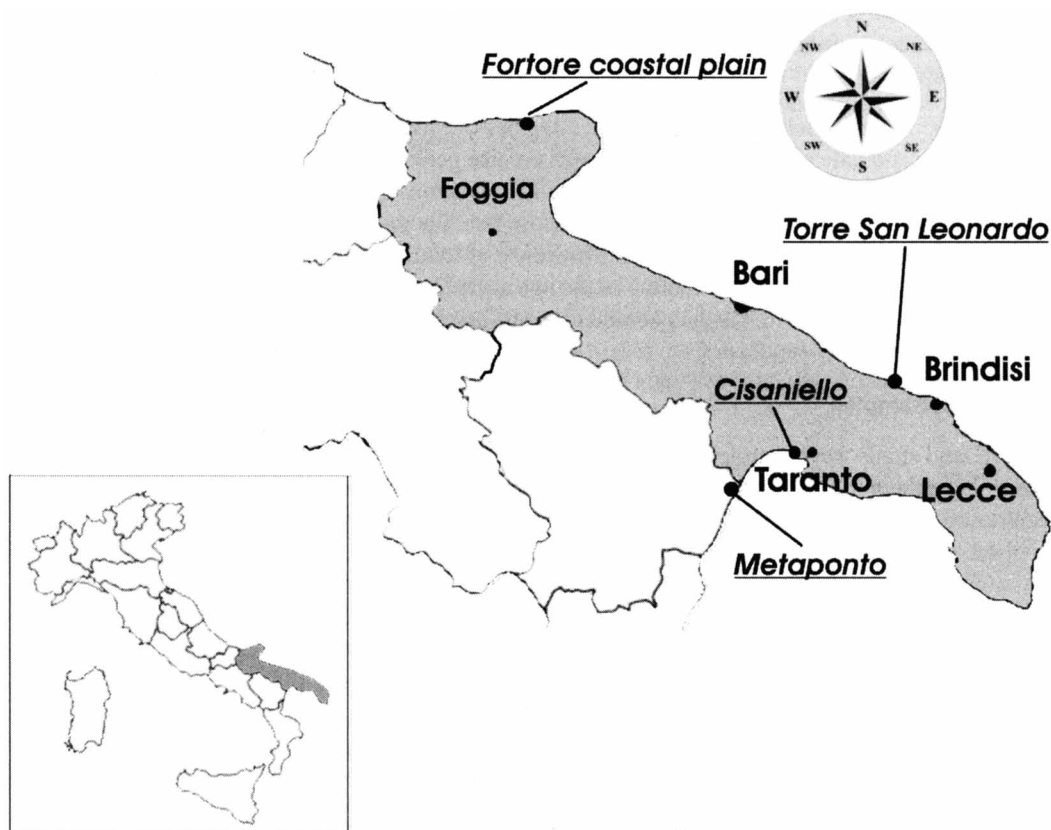 Fortore coastal plain
N
NW
NE
W
E
SW
SE
S
Foggia
Torre San Leonardo
Bari
Brindisi
Cisaniello
Taranto
Lecce
Metaponto